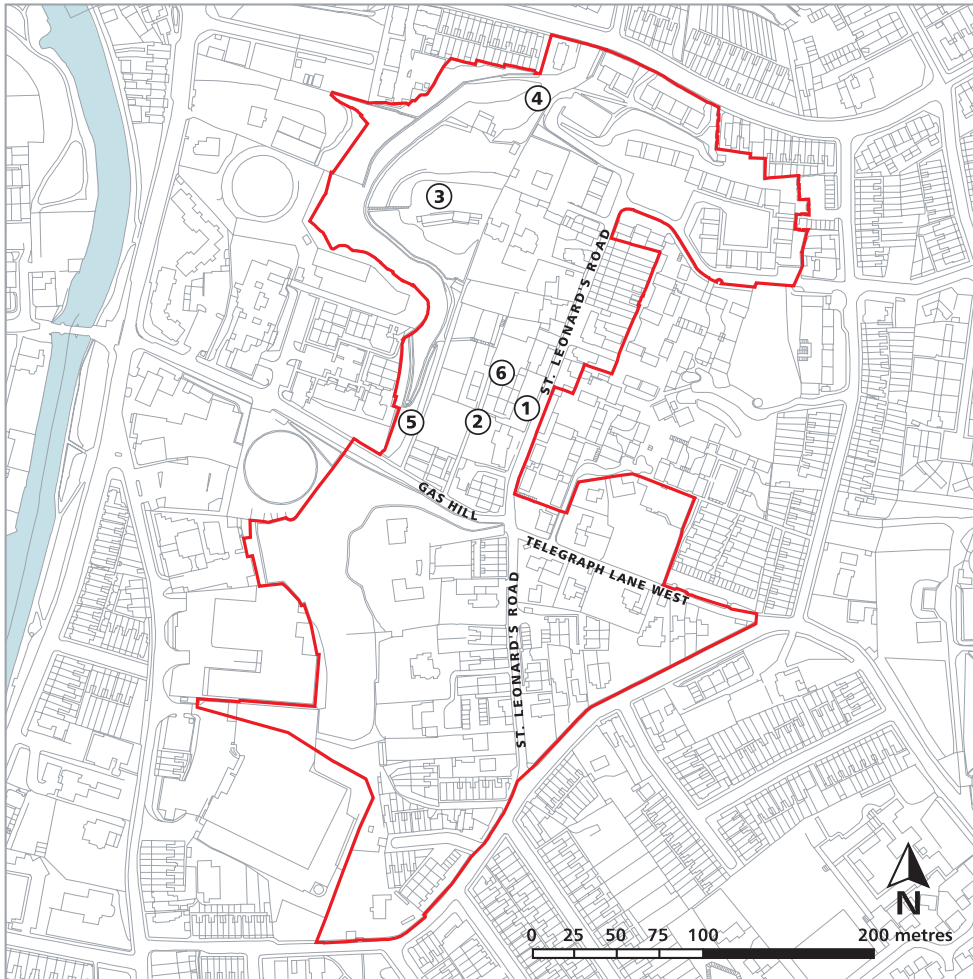 4
3
ST. LEONARD'S ROAD
6
1
2
5
GAS HILL
TELEGRAPH LANE WEST
ST. LEONARD'S ROAD
N
0 25 50 75 100 200 metres